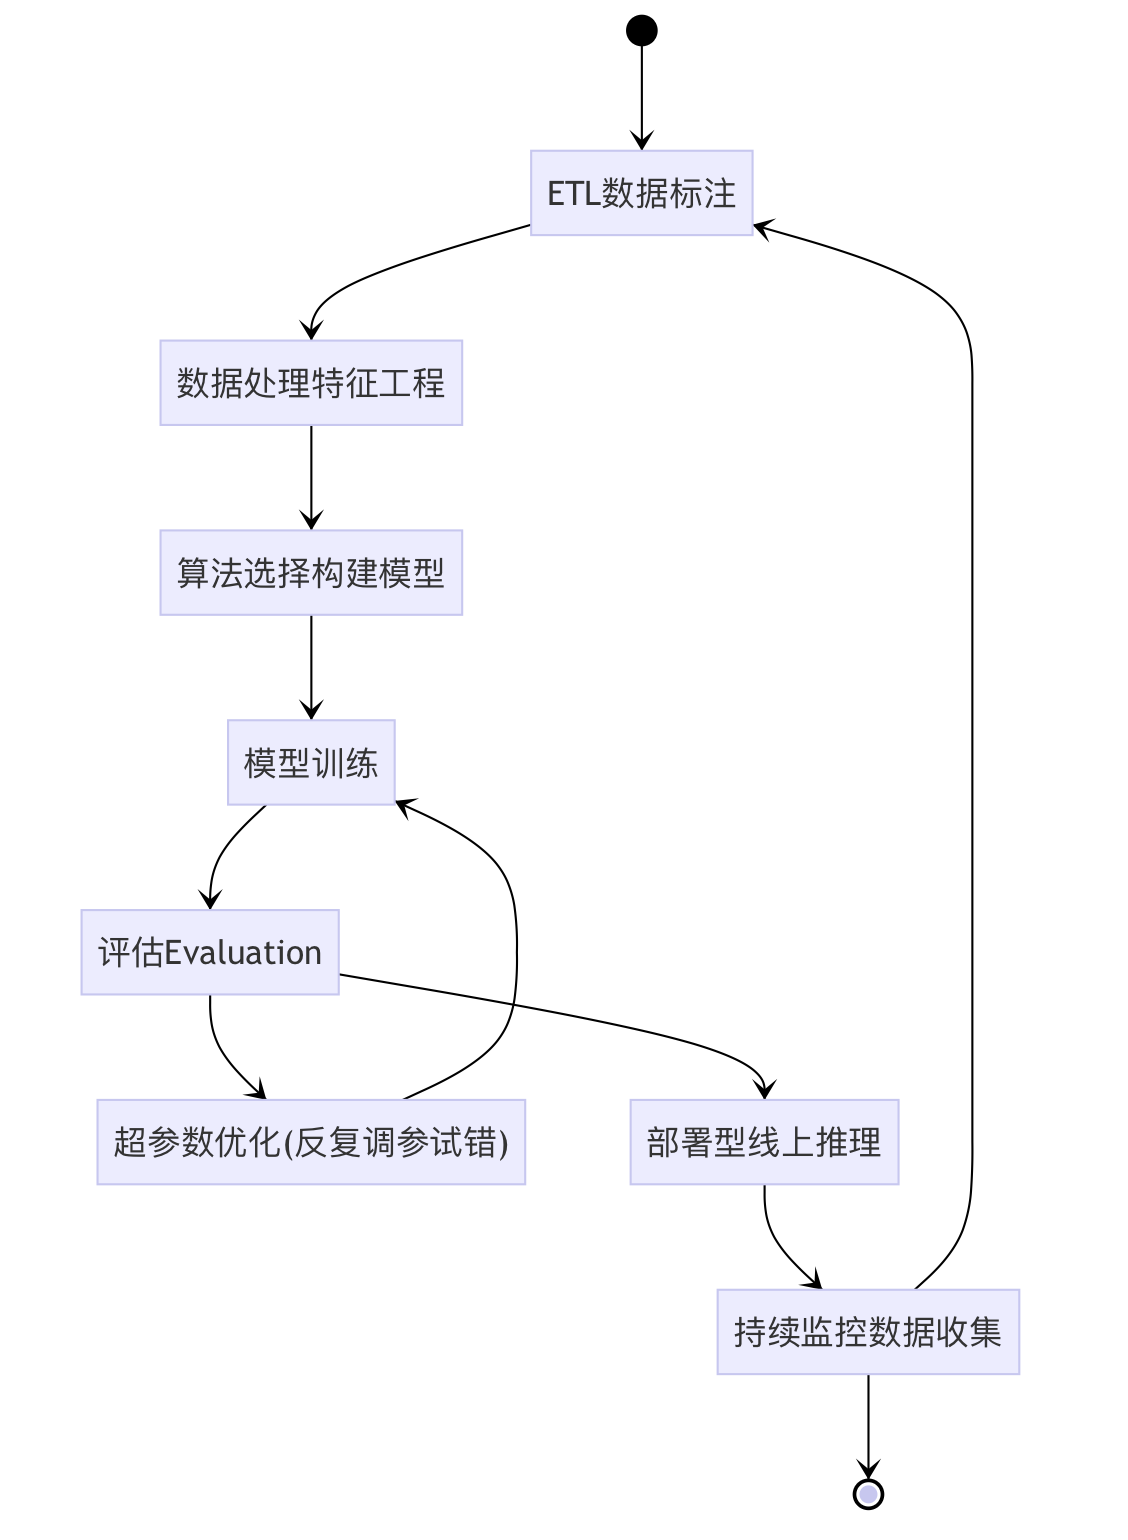 ETL数据标注
数据处理特征工程
算法选择构建模型
模型训练
评估Evaluation
超参数优化(反复调参试错)
部署型线上推理
持续监控数据收集